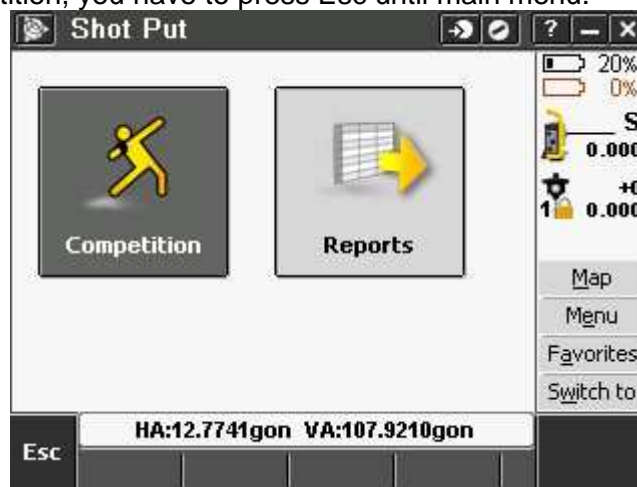 tition, you have to press Esc until main menu.
Shot Put ? – X
20%
0%
S
0.000
+0
1 0.000
Competition Reports
Map
Menu
Favorites
Switch to
HA:12.7741gon VA:107.9210gon
Esc